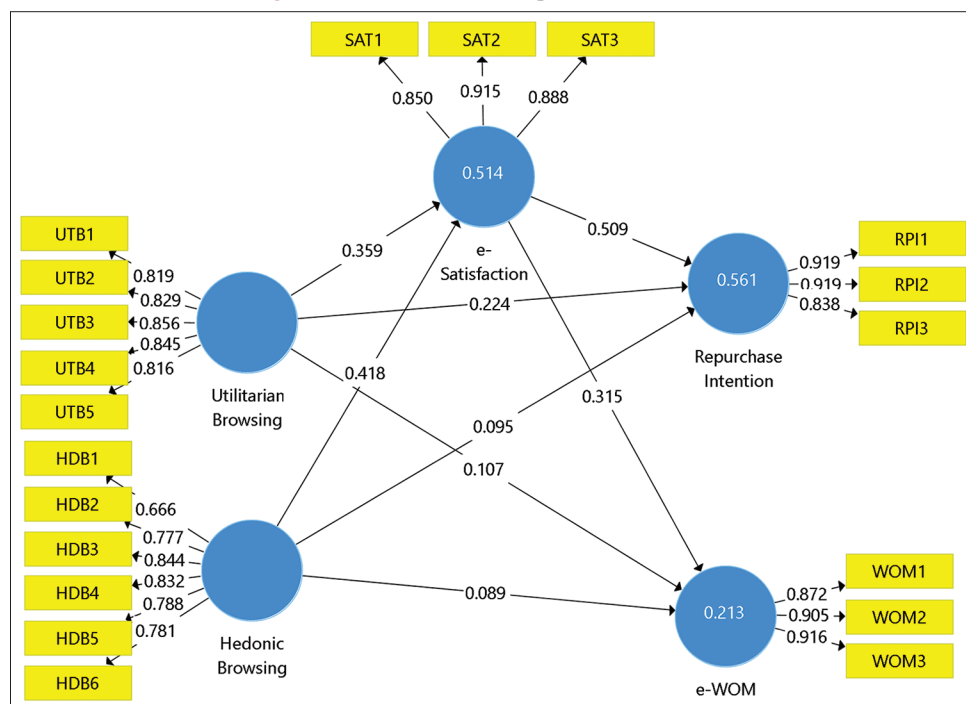 SAT1
SAT2
SAT3
0.850
0.915
0.888
0.514
e-
Satisfaction
UTB1
UTB2
UTB3
UTB4
UTB5
0.819
0.829
0.856
0.845
0.816
Utilitarian
Browsing
0.359
0.509
0.224
0.418
0.315
0.095
0.107
0.089
0.561
Repurchase
Intention
0.919
0.919
0.838
RPI1
RPI2
RPI3
HDB1
HDB2
HDB3
HDB4
HDB5
HDB6
0.666
0.777
0.844
0.832
0.788
0.781
Hedonic
Browsing
0.213
e-WOM
0.872
0.905
0.916
WOM1
WOM2
WOM3